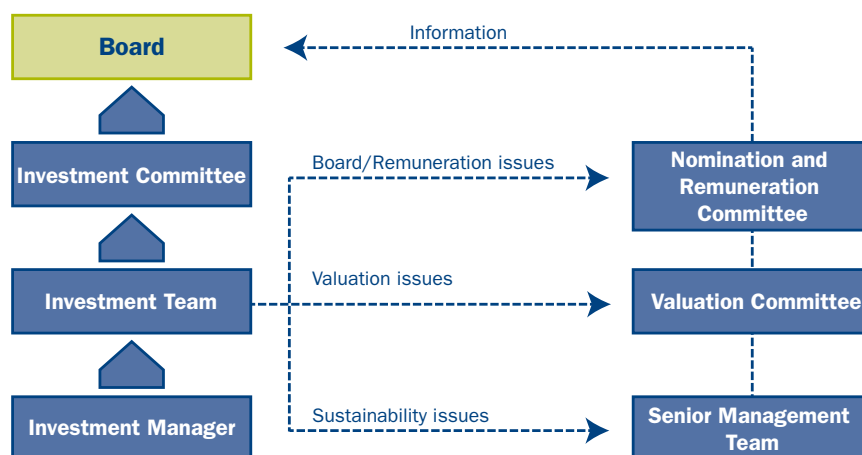 Board
Information
Investment Committee
Board/Remuneration issues
Nomination and
Remuneration
Committee
Investment Team
Valuation issues
Valuation Committee
Investment Manager
Sustainability issues
Senior Management
Team